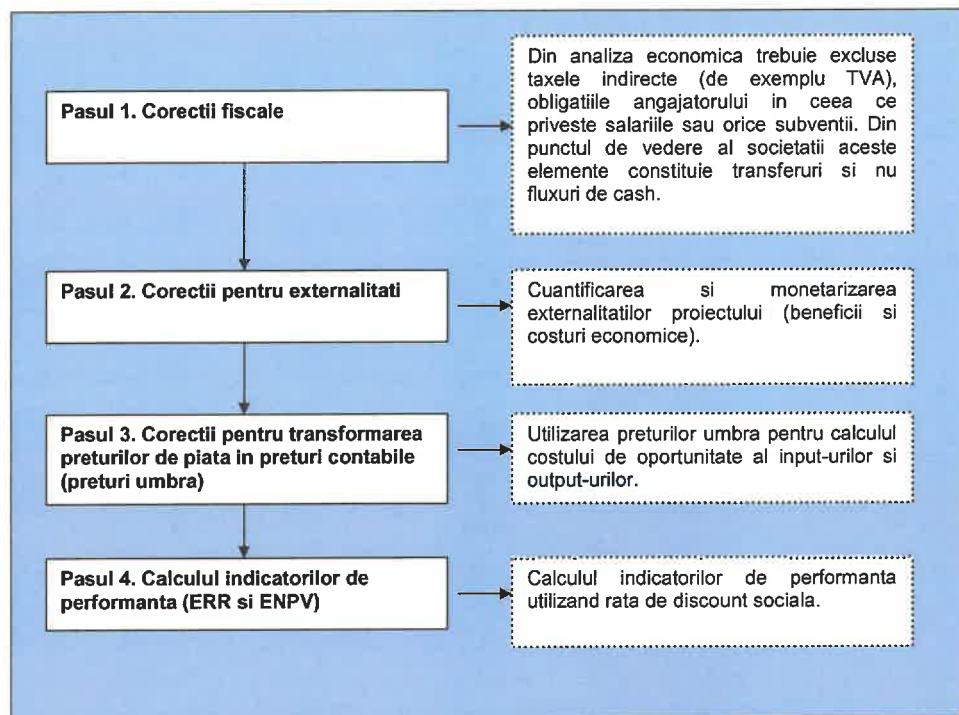 Pasul 1. Corectii fiscale
Din analiza economica trebuie excluse
taxele indirecte (de exemplu TVA),
obligatiile angajatorului in ceea ce
priveste salariile sau orice subventii. Din
punctul de vedere al societatii aceste
elemente constituie transferuri si nu
fluxuri de cash.
Pasul 2. Corectii pentru externalitati
Cuantificarea si monetarizarea
externalitatilor proiectului (beneficii si
costuri economice).
Pasul 3. Corectii pentru transformarea
preturilor de piata in preturi contabile
(preturi umbra)
Utilizarea preturilor umbra pentru calculul
costului de oportunitate al input-urilor si
output-urilor.
Pasul 4. Calculul indicatorilor de
performanta (ERR si ENPV)
Calculul indicatorilor de performanta
utilizand rata de discount sociala.